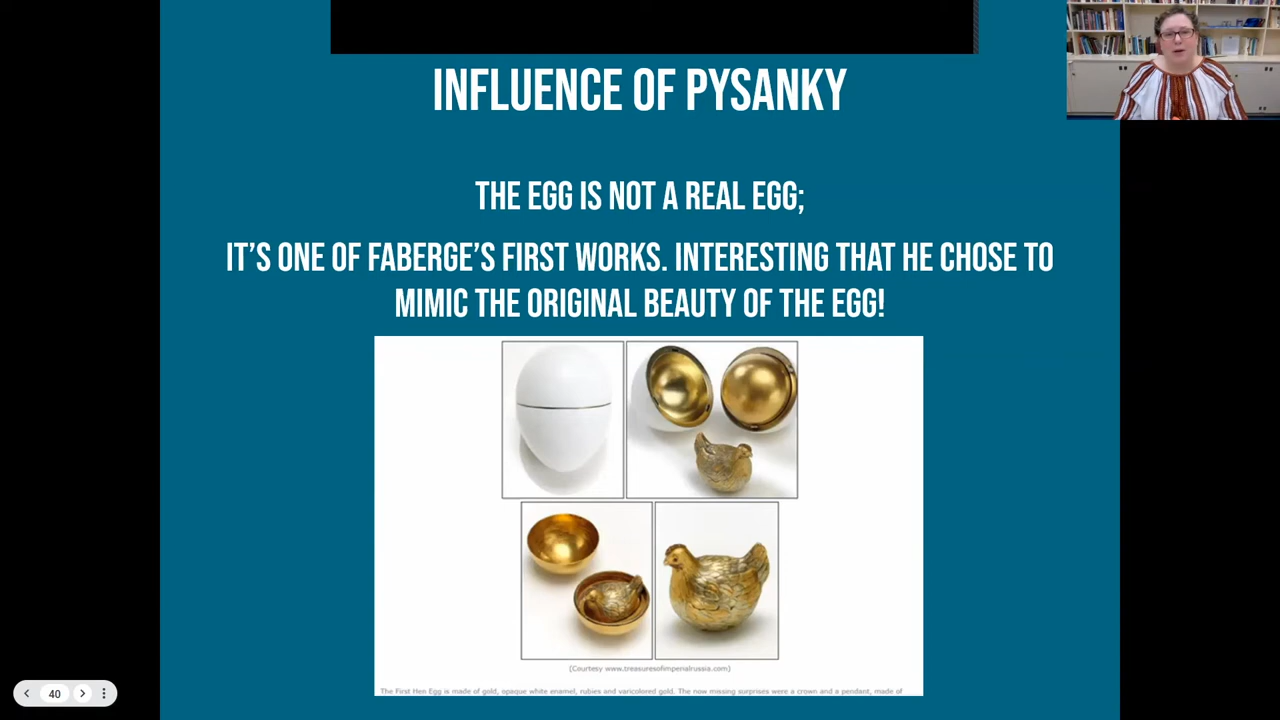 INFLUENCE OF PYSANKY
THE EGG IS NOT A REAL EGG;
IT'S ONE OF FABERGE'S FIRST WORKS. INTERESTING THAT HE CHOSE TO
MIMIC THE ORIGINAL BEAUTY OF THE EGG!
(Courtesy www.treasuresofimperialrussia.com)
The First Hen Egg is made of gold, opaque white enamel, rubies and varicolored gold. The now missing surprises were a crown and a pendant, made of
40